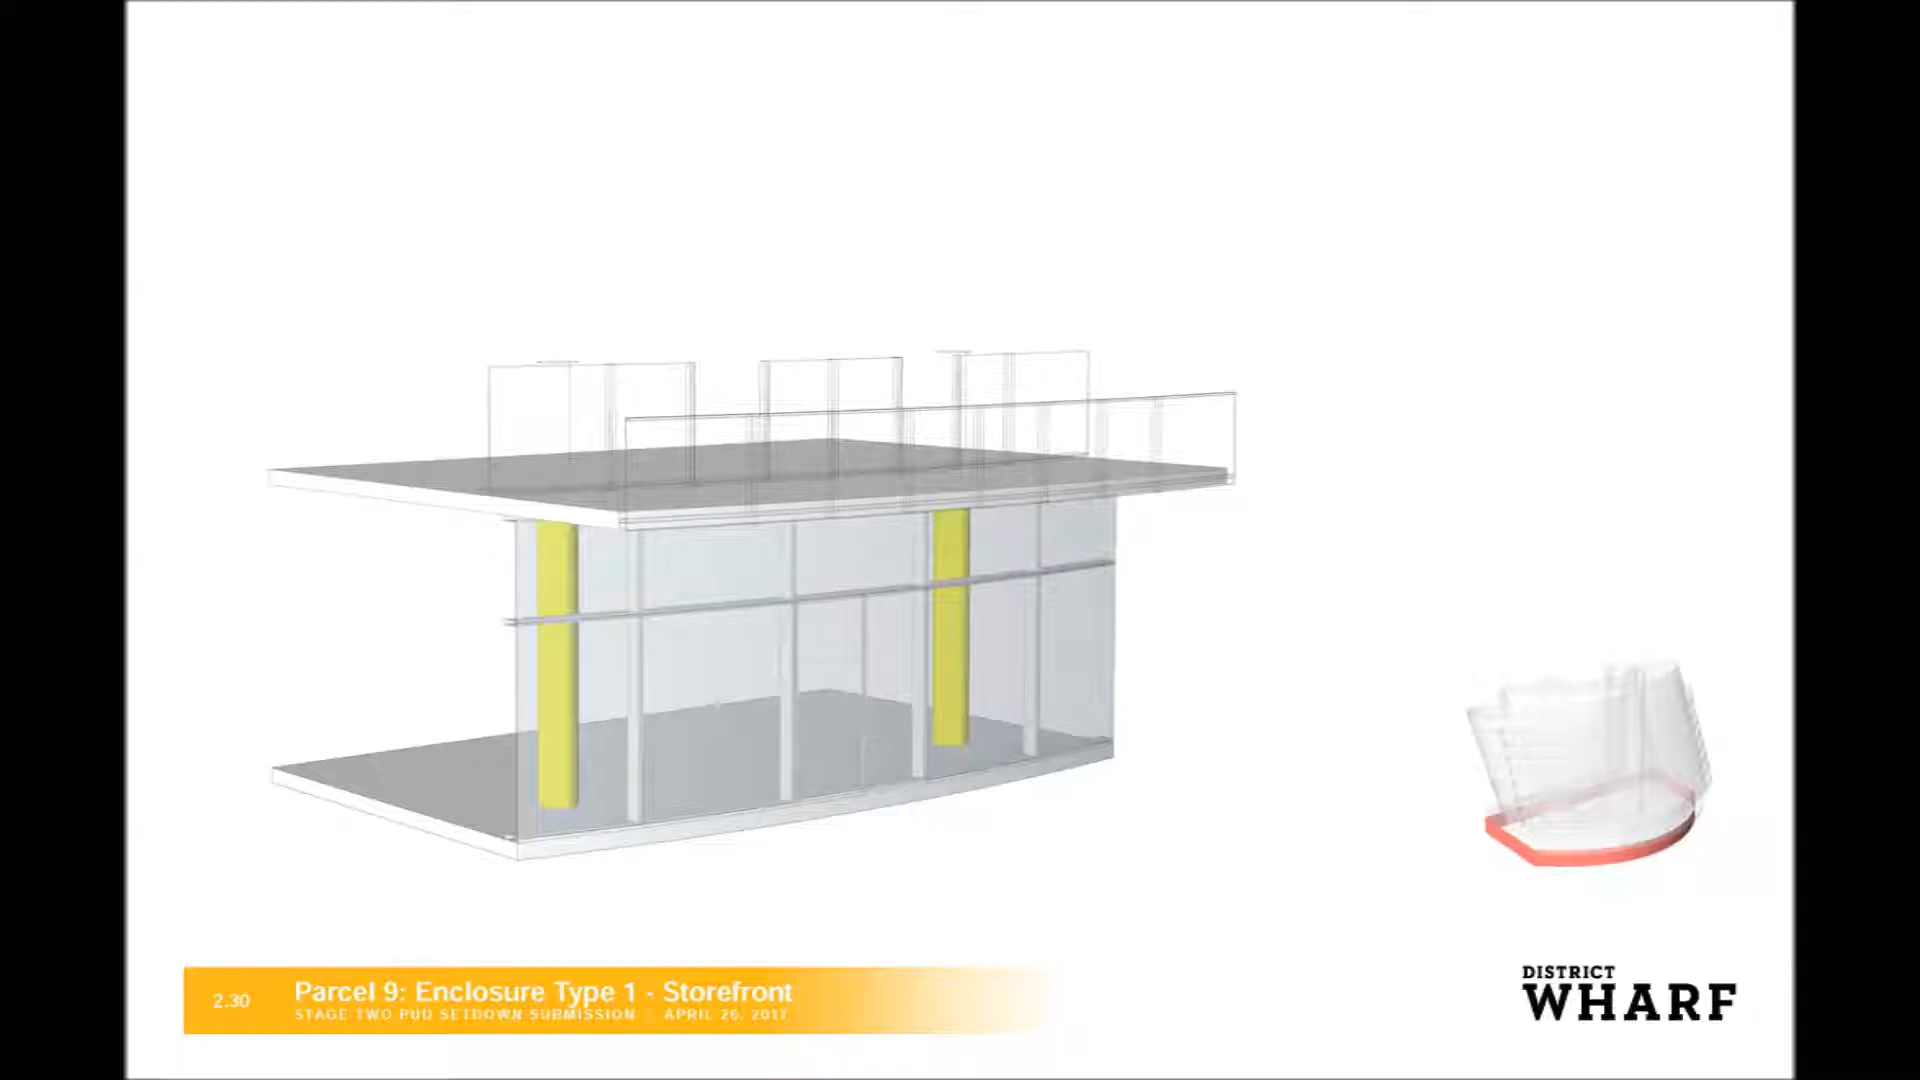 2.30
Parcel 9: Enclosure Type 1 - Storefront
STAGE TWO PUD SETDOWN SUBMISSION APRIL 26, 2017
DISTRICT
WHARF